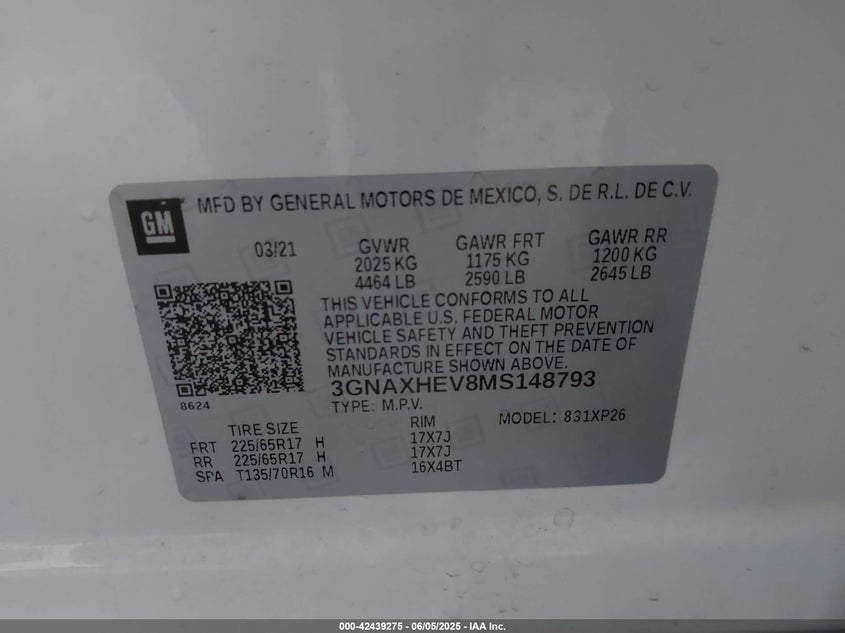 GM
MFD BY GENERAL MOTORS DE MEXICO, S. DE R.L. DE C.V.
03/21 GVWR GAWR FRT GAWR RR
2025 KG 1175 KG 1200 KG
4464 LB 2590 LB 2645 LB
THIS VEHICLE CONFORMS TO ALL
APPLICABLE U.S. FEDERAL MOTOR
VEHICLE SAFETY AND THEFT PREVENTION
STANDARDS IN EFFECT ON THE DATE OF
MANUFACTURE SHOWN ABOVE.
3GNAXHEV8MS148793
8624 TYPE: M.P.V. MODEL: 831XP26
TIRE SIZE RIM
FRT 225/65R17 H 17X7J
RR 225/65R17 H 17X7J
SPA T135/70R16 M 16X4BT
000-42439275 - 06/05/2025 - IAA Inc.